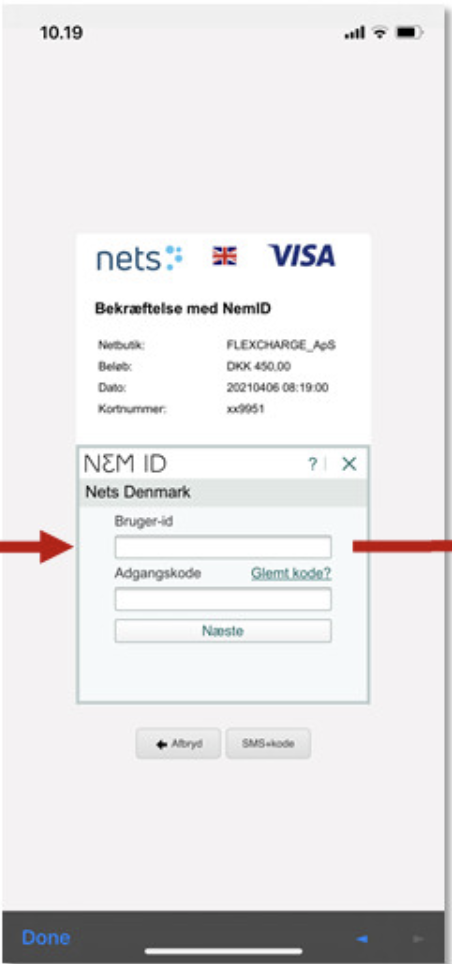 10.19
nets VISA
Bekræftelse med NemID
Netbutik: FLEXCHARGE_ApS
Beløb: DKK 450,00
Dato: 20210406 08:19:00
Kortnummer: xx9951
NEM ID ? X
Nets Denmark
Bruger-id
Adgangskode Glemt kode?
Næste
Afbryd SMS+kode
Done